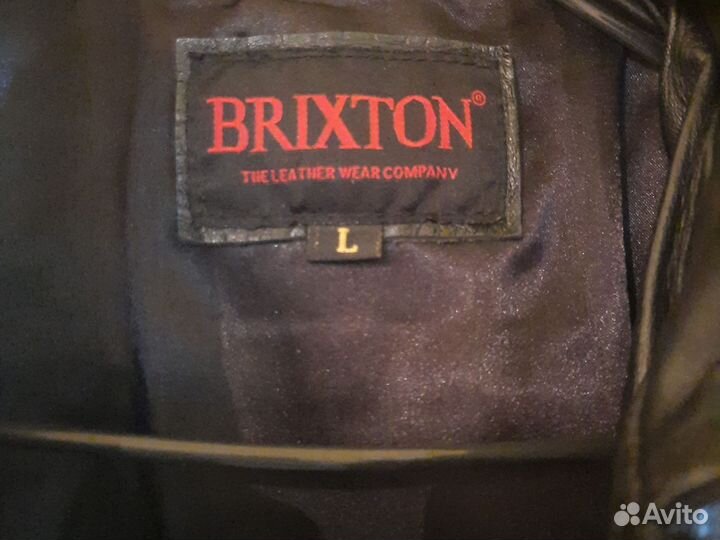 BRIXTON®
THE LEATHER WEAR COMPANY
L
Avito